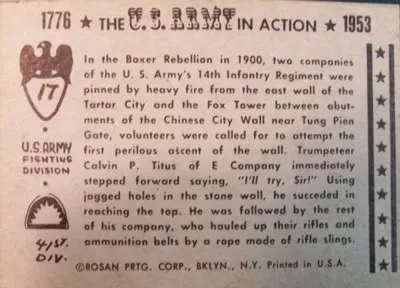 1776 ★ THE U.S. ARMY IN ACTION ★ 1953
In the Boxer Rebellion in 1900, two companies
of the U. S. Army's 14th Infantry Regiment were
pinned by heavy fire from the east wall of the
Tartar City and the Fox Tower between abut-
ments of the Chinese City Wall near Tung Pien
Gate, volunteers were called for to attempt the
first perilous ascent of the wall. Trumpeteer
Calvin P. Titus of E Company immediately
stepped forward saying, "I'll try, Sir!" Using
jagged holes in the stone wall, he succeded in
reaching the top. He was followed by the rest
of his company, who hauled up their rifles and
ammunition belts by a rope made of rifle slings.
17
U.S. ARMY
FIGHTING
DIVISION
41ST.
DIV.
©ROSAN PRTG. CORP., BKLYN., N.Y. Printed in U.S.A.